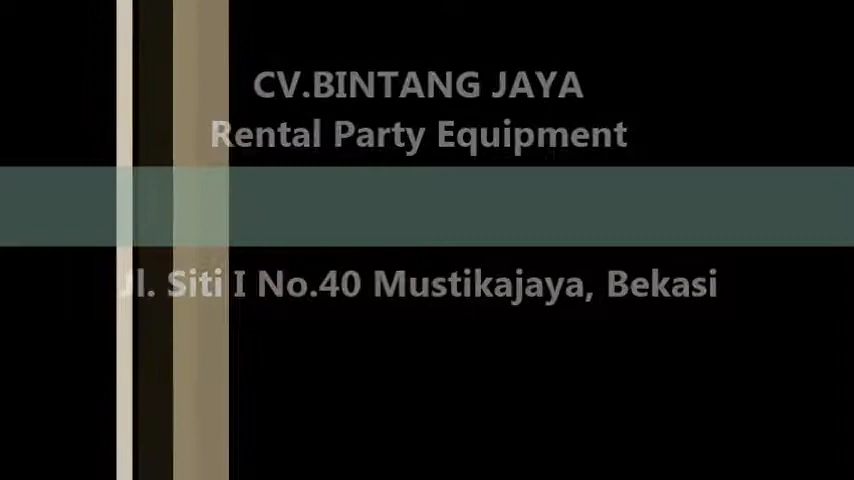 CV.BINTANG JAYA
Rental Party Equipment
Jl. Siti I No.40 Mustikajaya, Bekasi